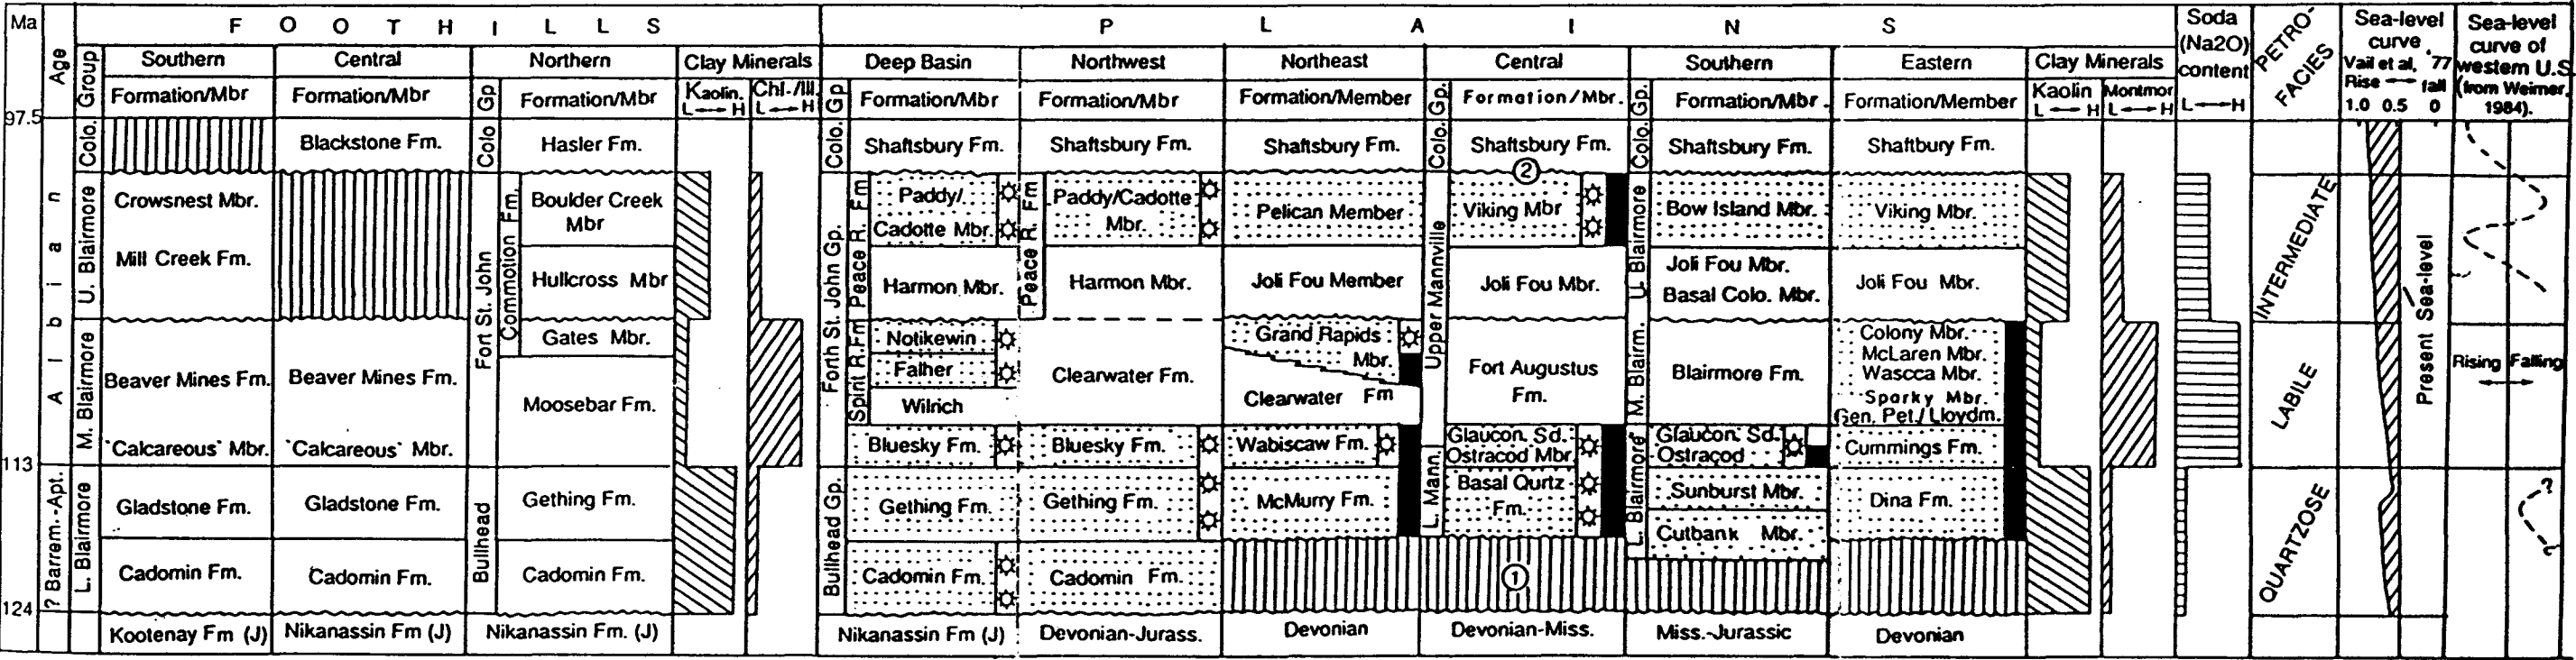 Ma
Age
Group
F O O T H I L L S
P L A I N S
Soda
(Na2O)
content
L H
PETRO-
FACIES
Sea-level
curve
Vail et al, '77
Rise fall
1.0 0.5 0
Sea-level
curve of
western U.S
(from Weimer,
1984).
Southern
Central
Northern
Clay Minerals
Deep Basin
Northwest
Northeast
Central
Southern
Eastern
Clay Minerals
Formation/Mbr
Formation/Mbr
Gp
Formation/Mbr
Kaolin.
L H
Chl-/Ill.
L H
Gp
Formation/Mbr
Formation/Mbr
Formation/Member
Gp.
Formation/Mbr.
Gp.
Formation/Mbr.
Formation/Member
Kaolin
L H
Montmor
L H
97.5
Colo.
Blackstone Fm.
Colo
Hasler Fm.
Colo.
Shaftsbury Fm.
Shaftsbury Fm.
Shaftsbury Fm.
Colo.
Shaftsbury Fm.
Colo.
Shaftsbury Fm.
Shaftbury Fm.
Albian
U. Blairmore
Crowsnest Mbr.
Mill Creek Fm.
Fort St. John
Commotion Fm.
Boulder Creek
Mbr
Hullcross Mbr
Gates Mbr.
Forth St. John Gp.
Peace R. Fm
Paddy/
Cadotte Mbr.
Harmon Mbr.
Peace R. Fm
Paddy/Cadotte
Mbr.
Harmon Mbr.
Pelican Member
Joli Fou Member
Upper Mannville
2
Viking Mbr
Joli Fou Mbr.
U. Blairmore
Bow Island Mbr.
Joli Fou Mbr.
Basal Colo. Mbr.
Viking Mbr.
Joli Fou Mbr.
INTERMEDIATE
Present Sea-level
M. Blairmore
Beaver Mines Fm.
'Calcareous' Mbr.
Beaver Mines Fm.
'Calcareous' Mbr.
Moosebar Fm.
Spirit R. Fm
Notikewin
Falher
Wilrich
Bluesky Fm.
Clearwater Fm.
Bluesky Fm.
Grand Rapids
Mbr.
Clearwater Fm
Wabiscaw Fm.
Fort Augustus
Fm.
Glaucon. Sd.
Ostracod Mbr.
M. Blairm.
Blairmore Fm.
Glaucon. Sd.
Ostracod
Colony Mbr.
McLaren Mbr.
Wascca Mbr.
Sparky Mbr.
Gen. Pet./Lloydm.
Cummings Fm.
LABILE
Rising Falling
113
? Barrem.-Apt.
L. Blairmore
Gladstone Fm.
Cadomin Fm.
Gladstone Fm.
Cadomin Fm.
Bullhead
Gething Fm.
Cadomin Fm.
Bullhead Gp.
Gething Fm.
Cadomin Fm.
Gething Fm.
Cadomin Fm.
McMurry Fm.
L. Mann.
Basal Qurtz
Fm.
1
L. Blairmore
Sunburst Mbr.
Cutbank Mbr.
Dina Fm.
QUARTZOSE
?
124
Kootenay Fm (J)
Nikanassin Fm (J)
Nikanassin Fm. (J)
Nikanassin Fm (J)
Devonian-Jurass.
Devonian
Devonian-Miss.
Miss.-Jurassic
Devonian